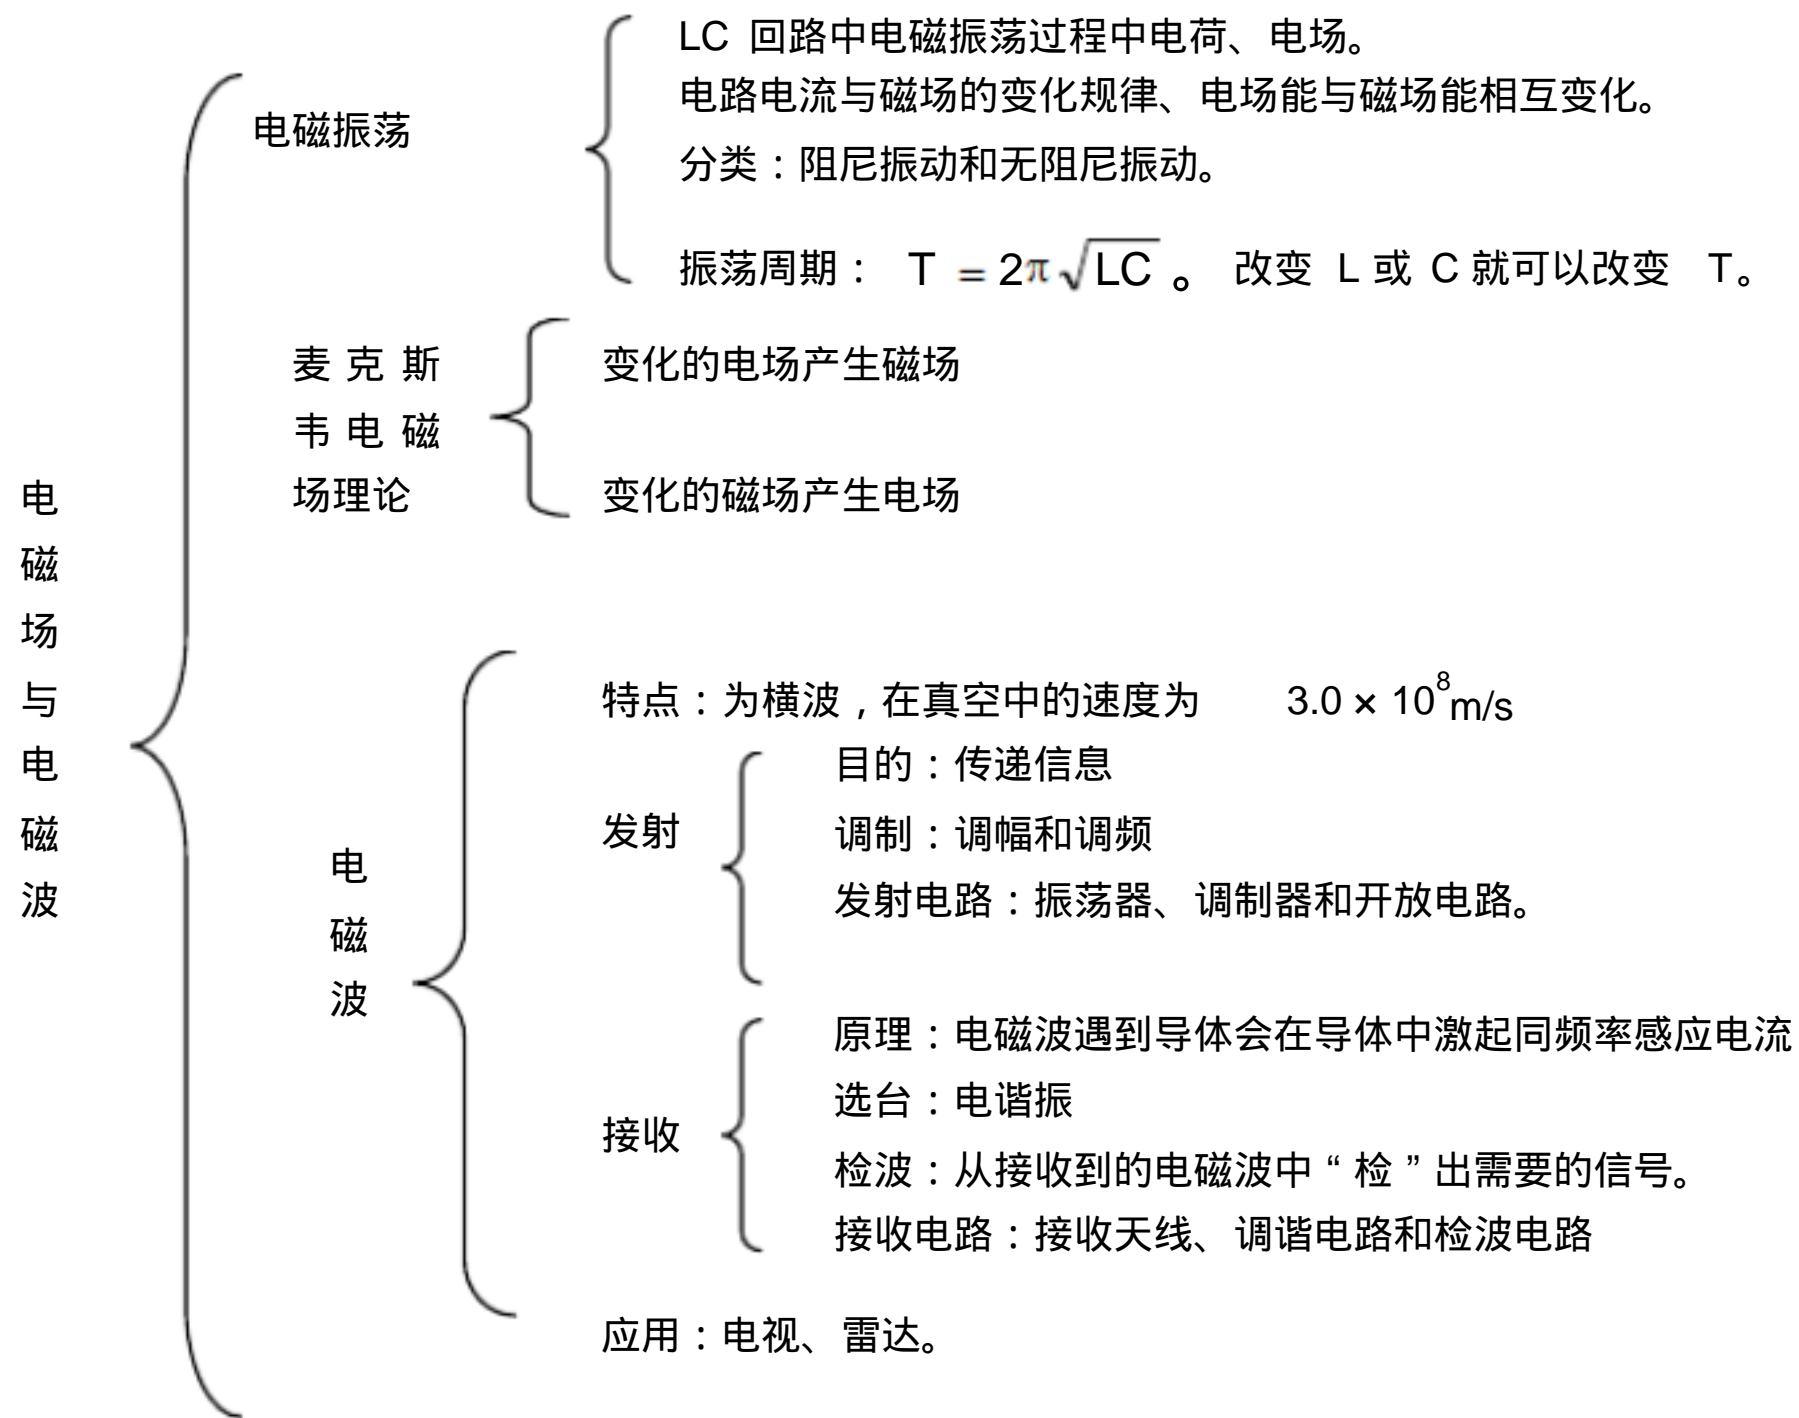 电磁场与电磁波
电磁振荡
LC 回路中电磁振荡过程中电荷、电场。
电路电流与磁场的变化规律、电场能与磁场能相互变化。
分类：阻尼振动和无阻尼振动。
振荡周期： T = 2π√LC 。 改变 L 或 C 就可以改变 T。
麦 克 斯
韦 电 磁
场理论
变化的电场产生磁场
变化的磁场产生电场
电磁波
特点：为横波，在真空中的速度为 3.0 × 10⁸m/s
发射
目的：传递信息
调制：调幅和调频
发射电路：振荡器、调制器和开放电路。
接收
原理：电磁波遇到导体会在导体中激起同频率感应电流
选台：电谐振
检波：从接收到的电磁波中“ 检 ”出需要的信号。
接收电路：接收天线、调谐电路和检波电路
应用：电视、雷达。